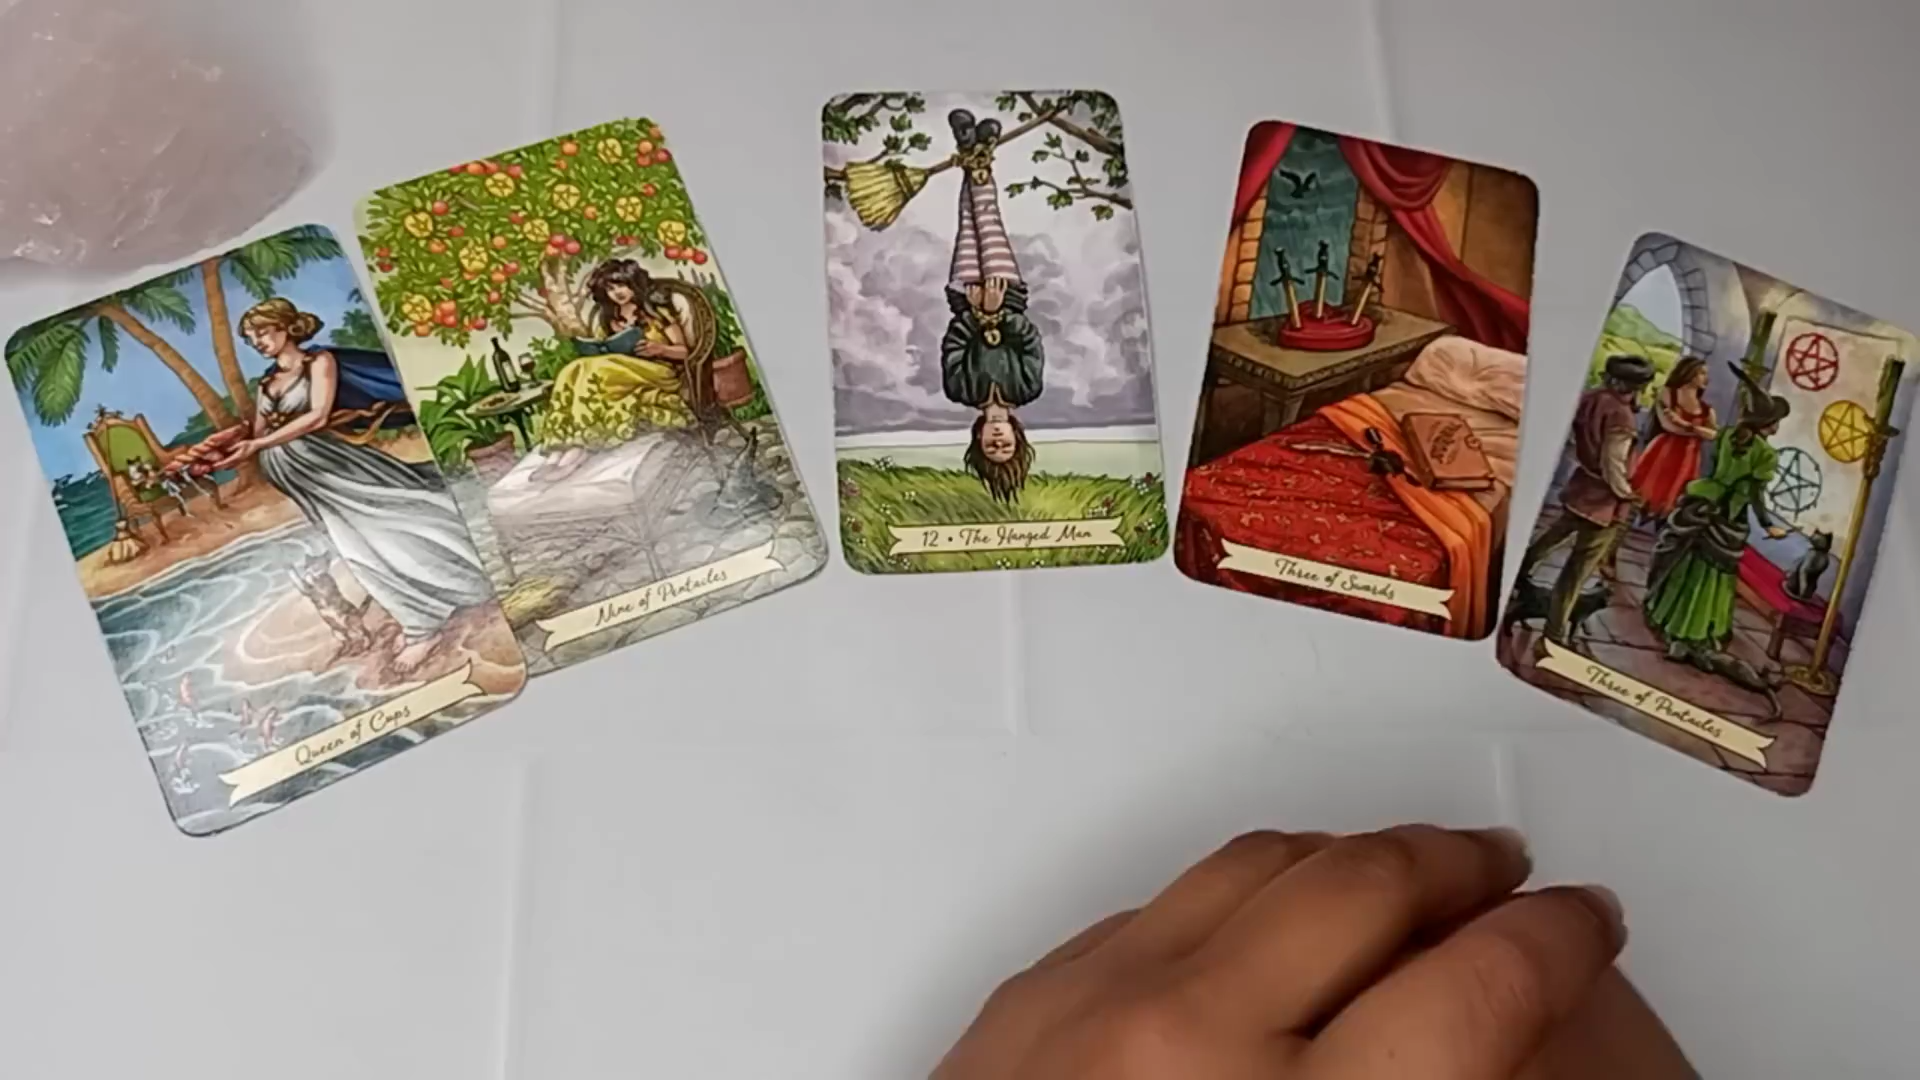 Queen of Cups
Nine of Pentacles
12 • The Hanged Man
Three of Swords
Three of Pentacles